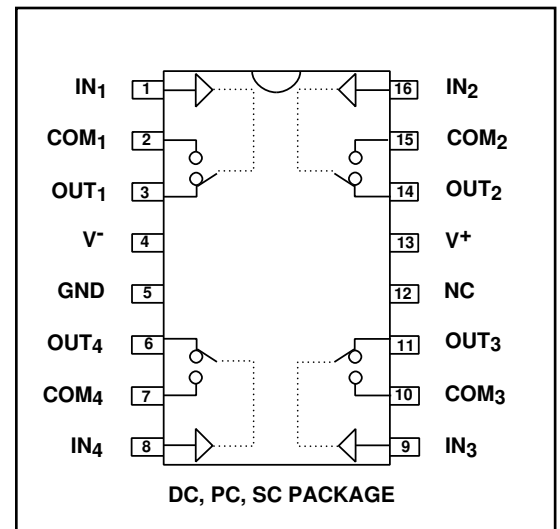 IN1 1 16 IN2
COM1 2 15 COM2
OUT1 3 14 OUT2
V- 4 13 V+
GND 5 12 NC
OUT4 6 11 OUT3
COM4 7 10 COM3
IN4 8 9 IN3
DC, PC, SC PACKAGE